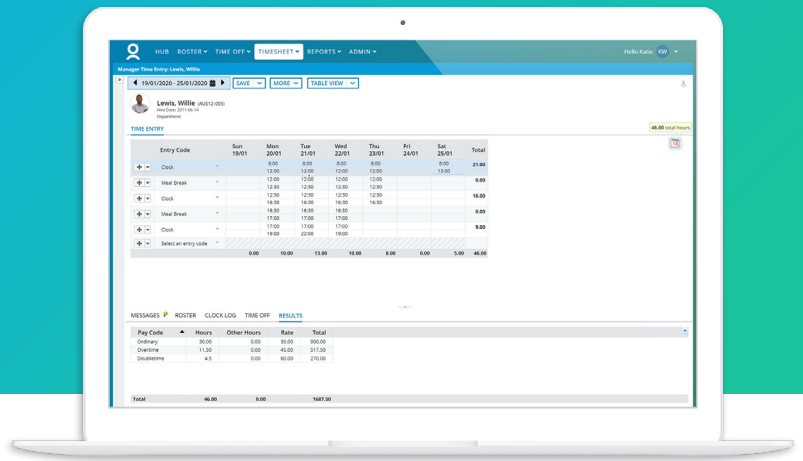 HUB ROSTER TIME OFF TIMESHEET REPORTS ADMIN Hello Katie KW
Manager Time Entry: Lewis, Willie
19/01/2020 - 25/01/2020 SAVE MORE TABLE VIEW
Lewis, Willie (AUS12-005)
Hire Date: 2011-06-14
Department:
TIME ENTRY 46.00 total hours
Entry Code Sun 19/01 Mon 20/01 Tue 21/01 Wed 22/01 Thu 23/01 Fri 24/01 Sat 25/01 Total
Clock 8:00 8:00 8:00 8:00 8:00 21.00
12:00 12:00 12:00 12:00 13:00
Meal Break 12:00 12:00 12:00 12:00 0.00
12:30 12:30 12:30 12:30
Clock 12:30 12:30 12:30 12:30 16.00
16:30 16:30 16:30 16:30
Meal Break 16:30 16:30 16:30 0.00
17:00 17:00 17:00
Clock 17:00 17:00 17:00 9.00
19:00 22:00 19:00
Select an entry code
0.00 10.00 13.00 10.00 8.00 0.00 5.00 46.00
MESSAGES ROSTER CLOCK LOG TIME OFF RESULTS
Pay Code Hours Other Hours Rate Total
Ordinary 30.00 0.00 30.00 900.00
Overtime 11.50 0.00 45.00 517.50
Doubletime 4.5 0.00 60.00 270.00
Total 46.00 0.00 1687.50